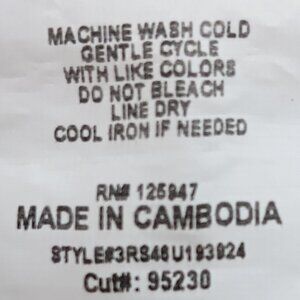 MACHINE WASH COLD
GENTLE CYCLE
WITH LIKE COLORS
DO NOT BLEACH
LINE DRY
COOL IRON IF NEEDED
RN# 125947
MADE IN CAMBODIA
STYLE#3RS46U193924
Cut#: 95230